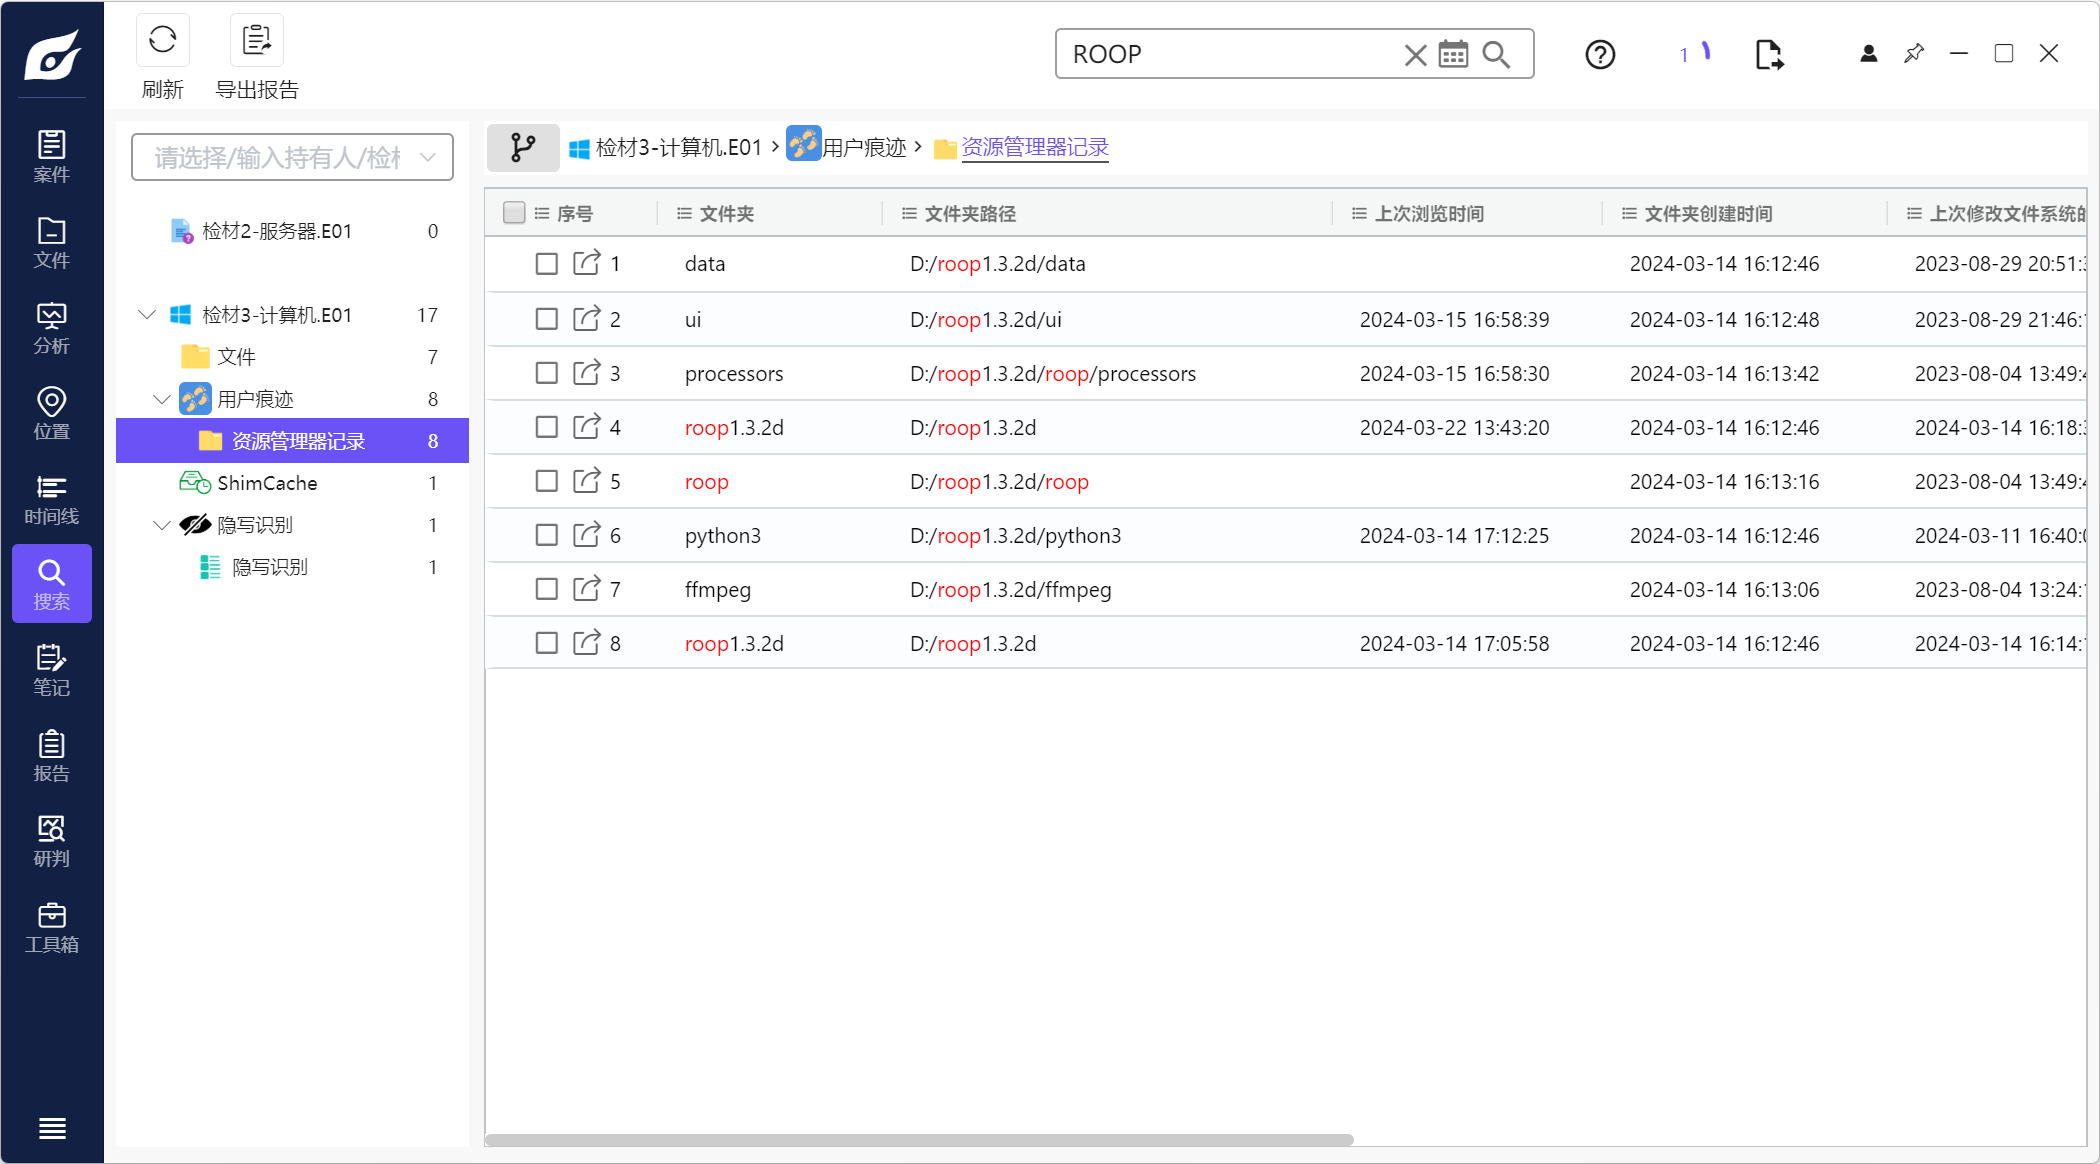 刷新
导出报告
ROOP
1
案件
文件
分析
位置
时间线
搜索
笔记
报告
研判
工具箱
请选择/输入持有人/检
检材2-服务器.E01 0
检材3-计算机.E01 17
文件 7
用户痕迹 8
资源管理器记录 8
ShimCache 1
隐写识别 1
隐写识别 1
检材3-计算机.E01 > 用户痕迹 > 资源管理器记录
序号 文件夹 文件夹路径 上次浏览时间 文件夹创建时间 上次修改文件系统
1 data D:/roop1.3.2d/data 2024-03-14 16:12:46 2023-08-29 20:51:
2 ui D:/roop1.3.2d/ui 2024-03-15 16:58:39 2024-03-14 16:12:48 2023-08-29 21:46:
3 processors D:/roop1.3.2d/roop/processors 2024-03-15 16:58:30 2024-03-14 16:13:42 2023-08-04 13:49:
4 roop1.3.2d D:/roop1.3.2d 2024-03-22 13:43:20 2024-03-14 16:12:46 2024-03-14 16:18:
5 roop D:/roop1.3.2d/roop 2024-03-14 16:13:16 2023-08-04 13:49:
6 python3 D:/roop1.3.2d/python3 2024-03-14 17:12:25 2024-03-14 16:12:46 2024-03-11 16:40:
7 ffmpeg D:/roop1.3.2d/ffmpeg 2024-03-14 16:13:06 2023-08-04 13:24:
8 roop1.3.2d D:/roop1.3.2d 2024-03-14 17:05:58 2024-03-14 16:12:46 2024-03-14 16:14: